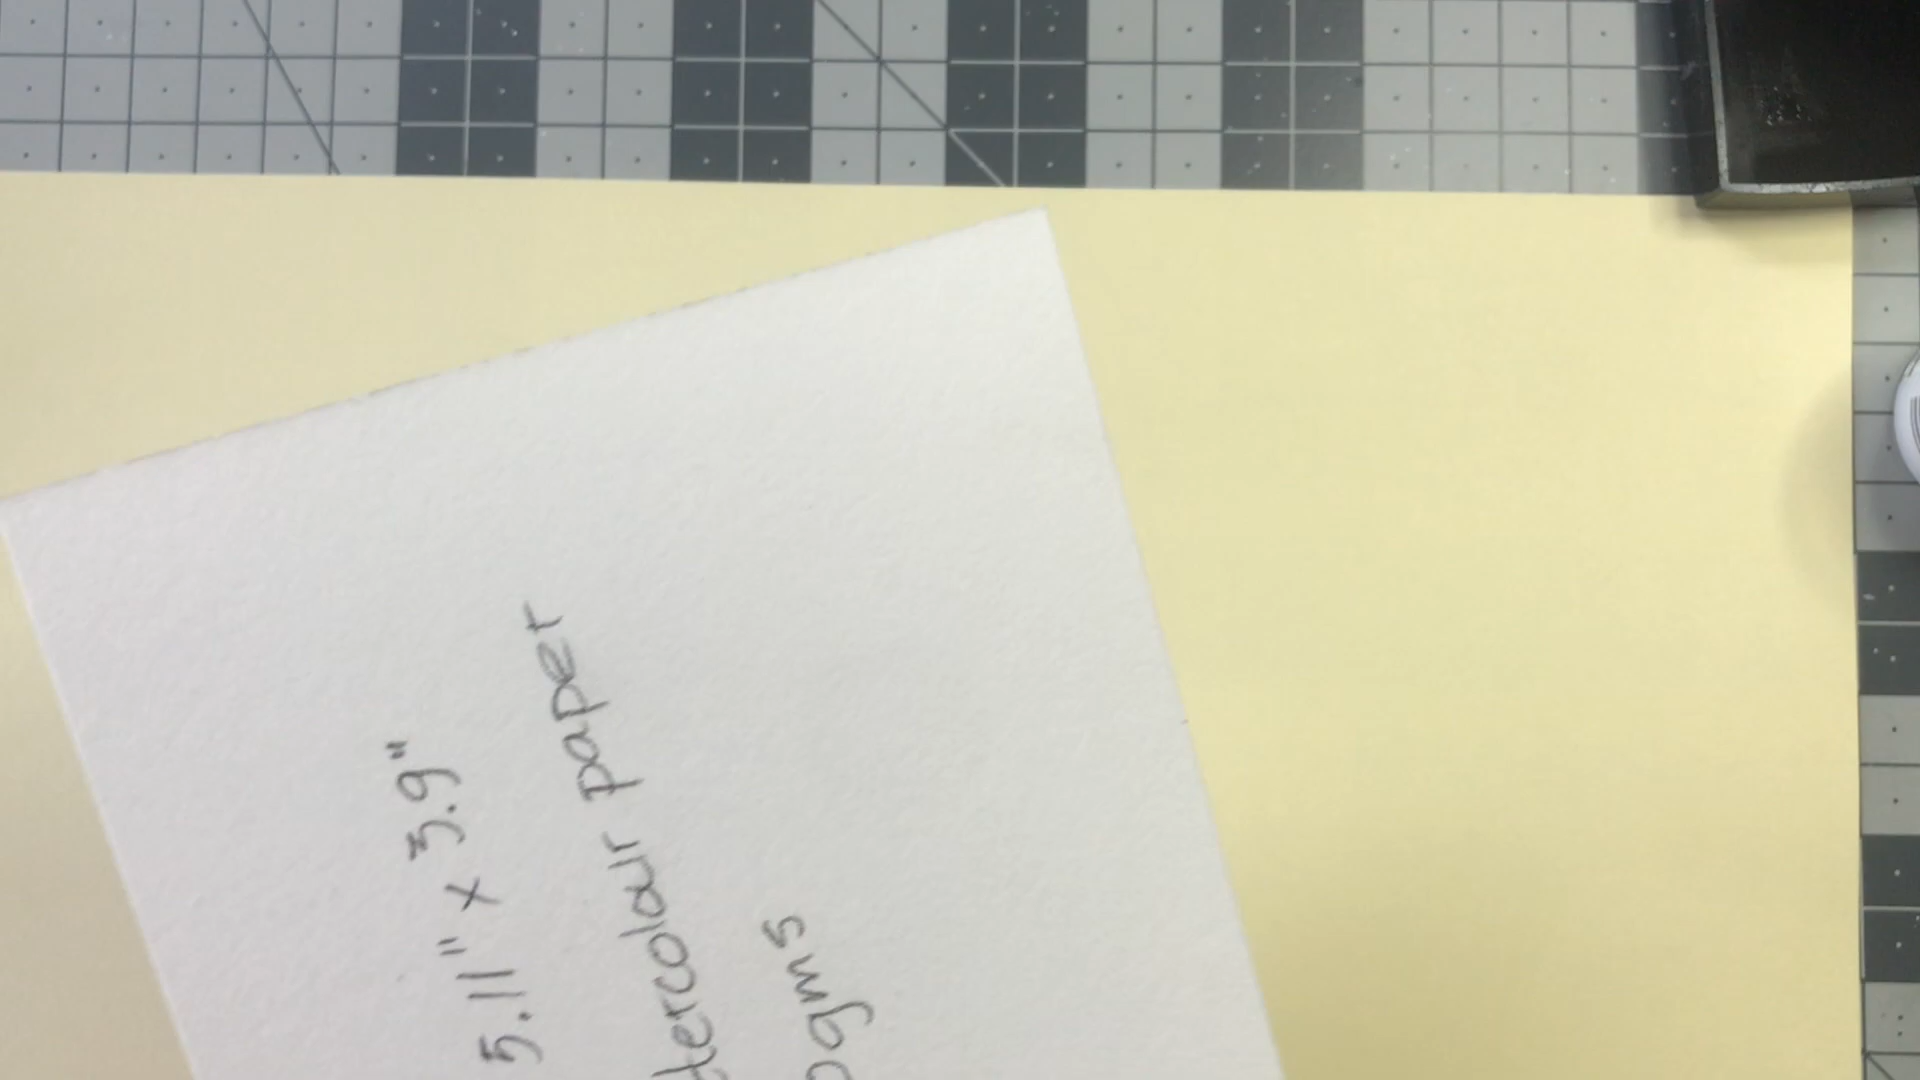 5.11" x 3.9"
tercolour paper
gms